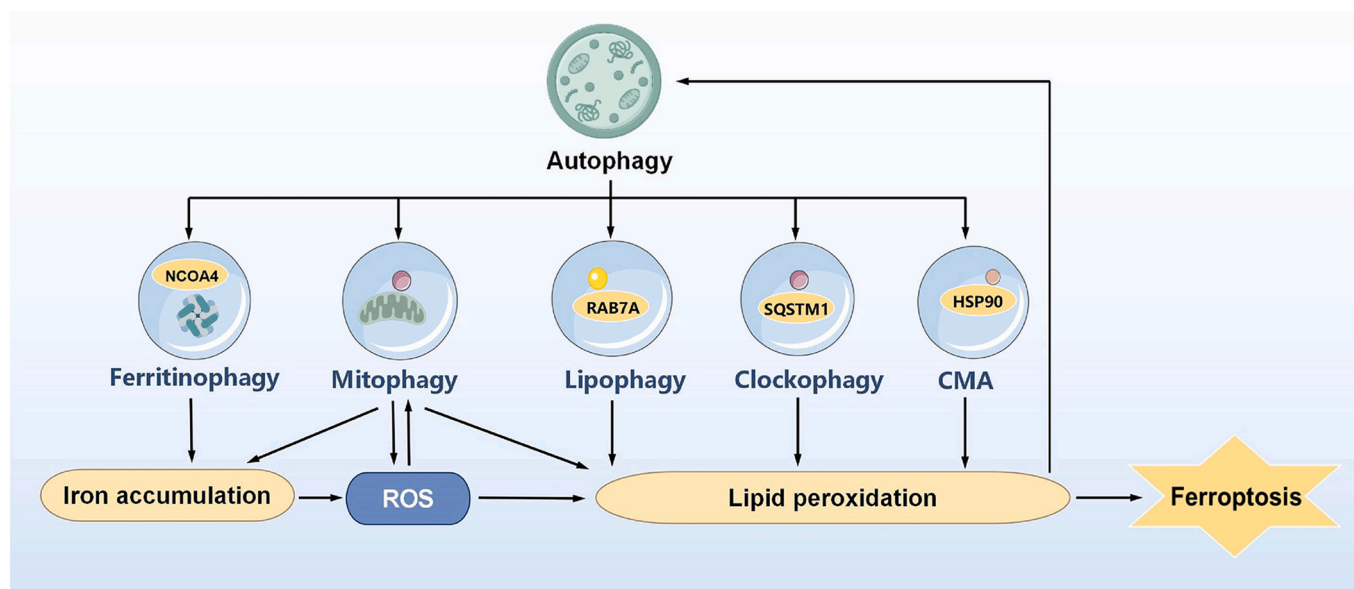 Autophagy
NCOA4
RAB7A
SQSTM1
HSP90
Ferritinophagy
Mitophagy
Lipophagy
Clockophagy
CMA
Iron accumulation
ROS
Lipid peroxidation
Ferroptosis